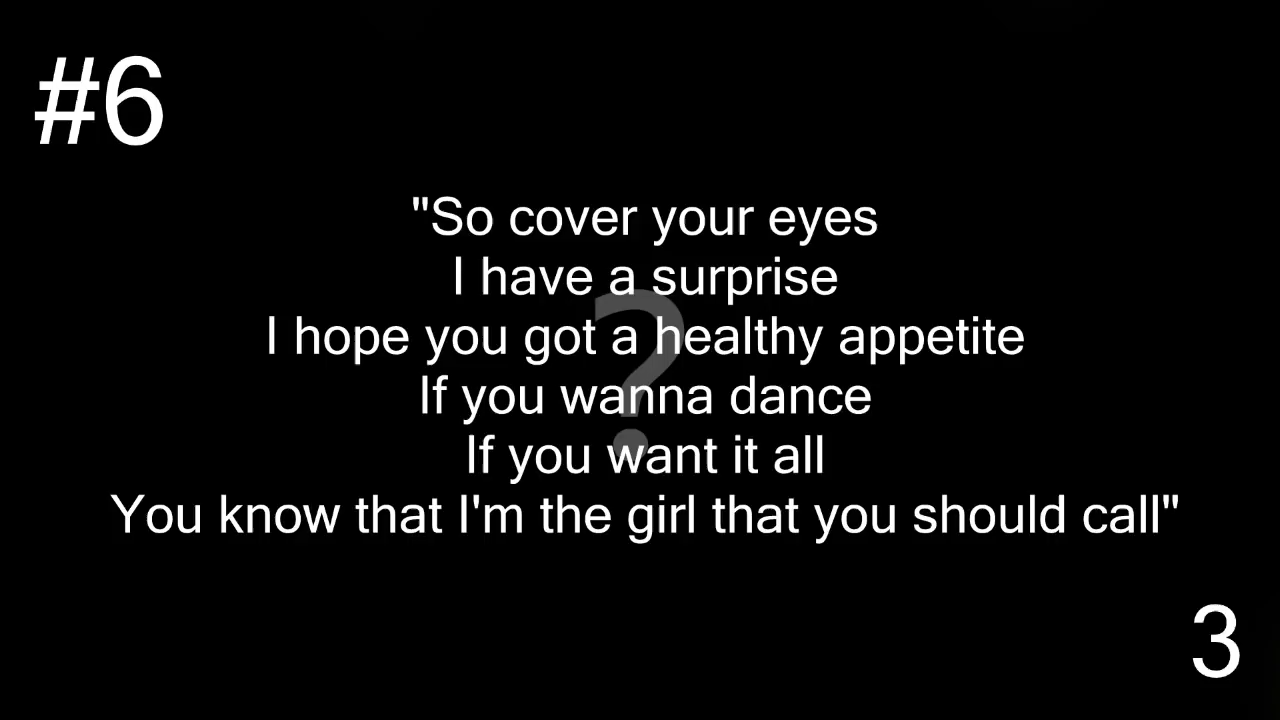 #6
"So cover your eyes
I have a surprise
I hope you got a healthy appetite
If you wanna dance
If you want it all
You know that I'm the girl that you should call"
?
3